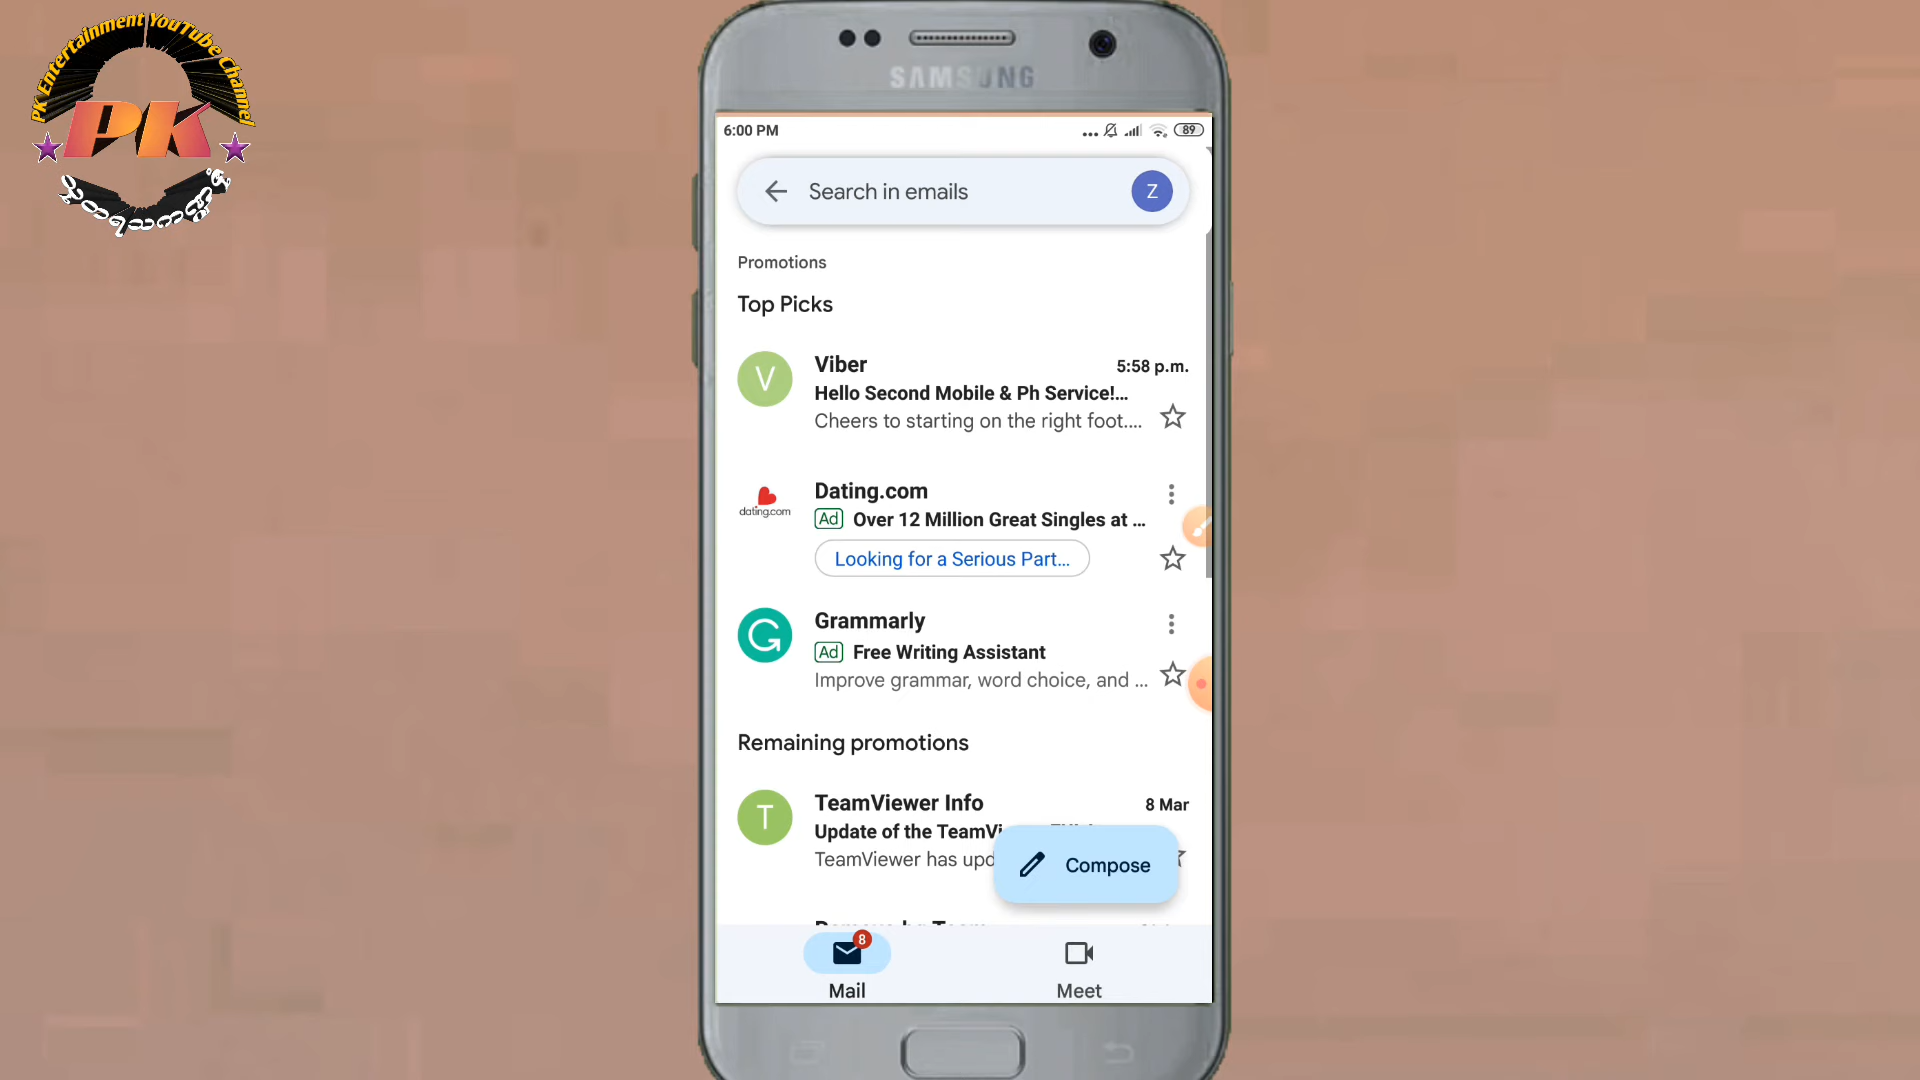 PK Entertainment YouTube Channel
PK
SAMSUNG
6:00 PM
89
Search in emails
Z
Promotions
Top Picks
V
Viber
5:58 p.m.
Hello Second Mobile & Ph Service!...
Cheers to starting on the right foot....
dating.com
Dating.com
Ad Over 12 Million Great Singles at ...
Looking for a Serious Part...
G
Grammarly
Ad Free Writing Assistant
Improve grammar, word choice, and ...
Remaining promotions
T
TeamViewer Info
8 Mar
Update of the TeamVi
TeamViewer has upd
Compose
8
Mail
Meet